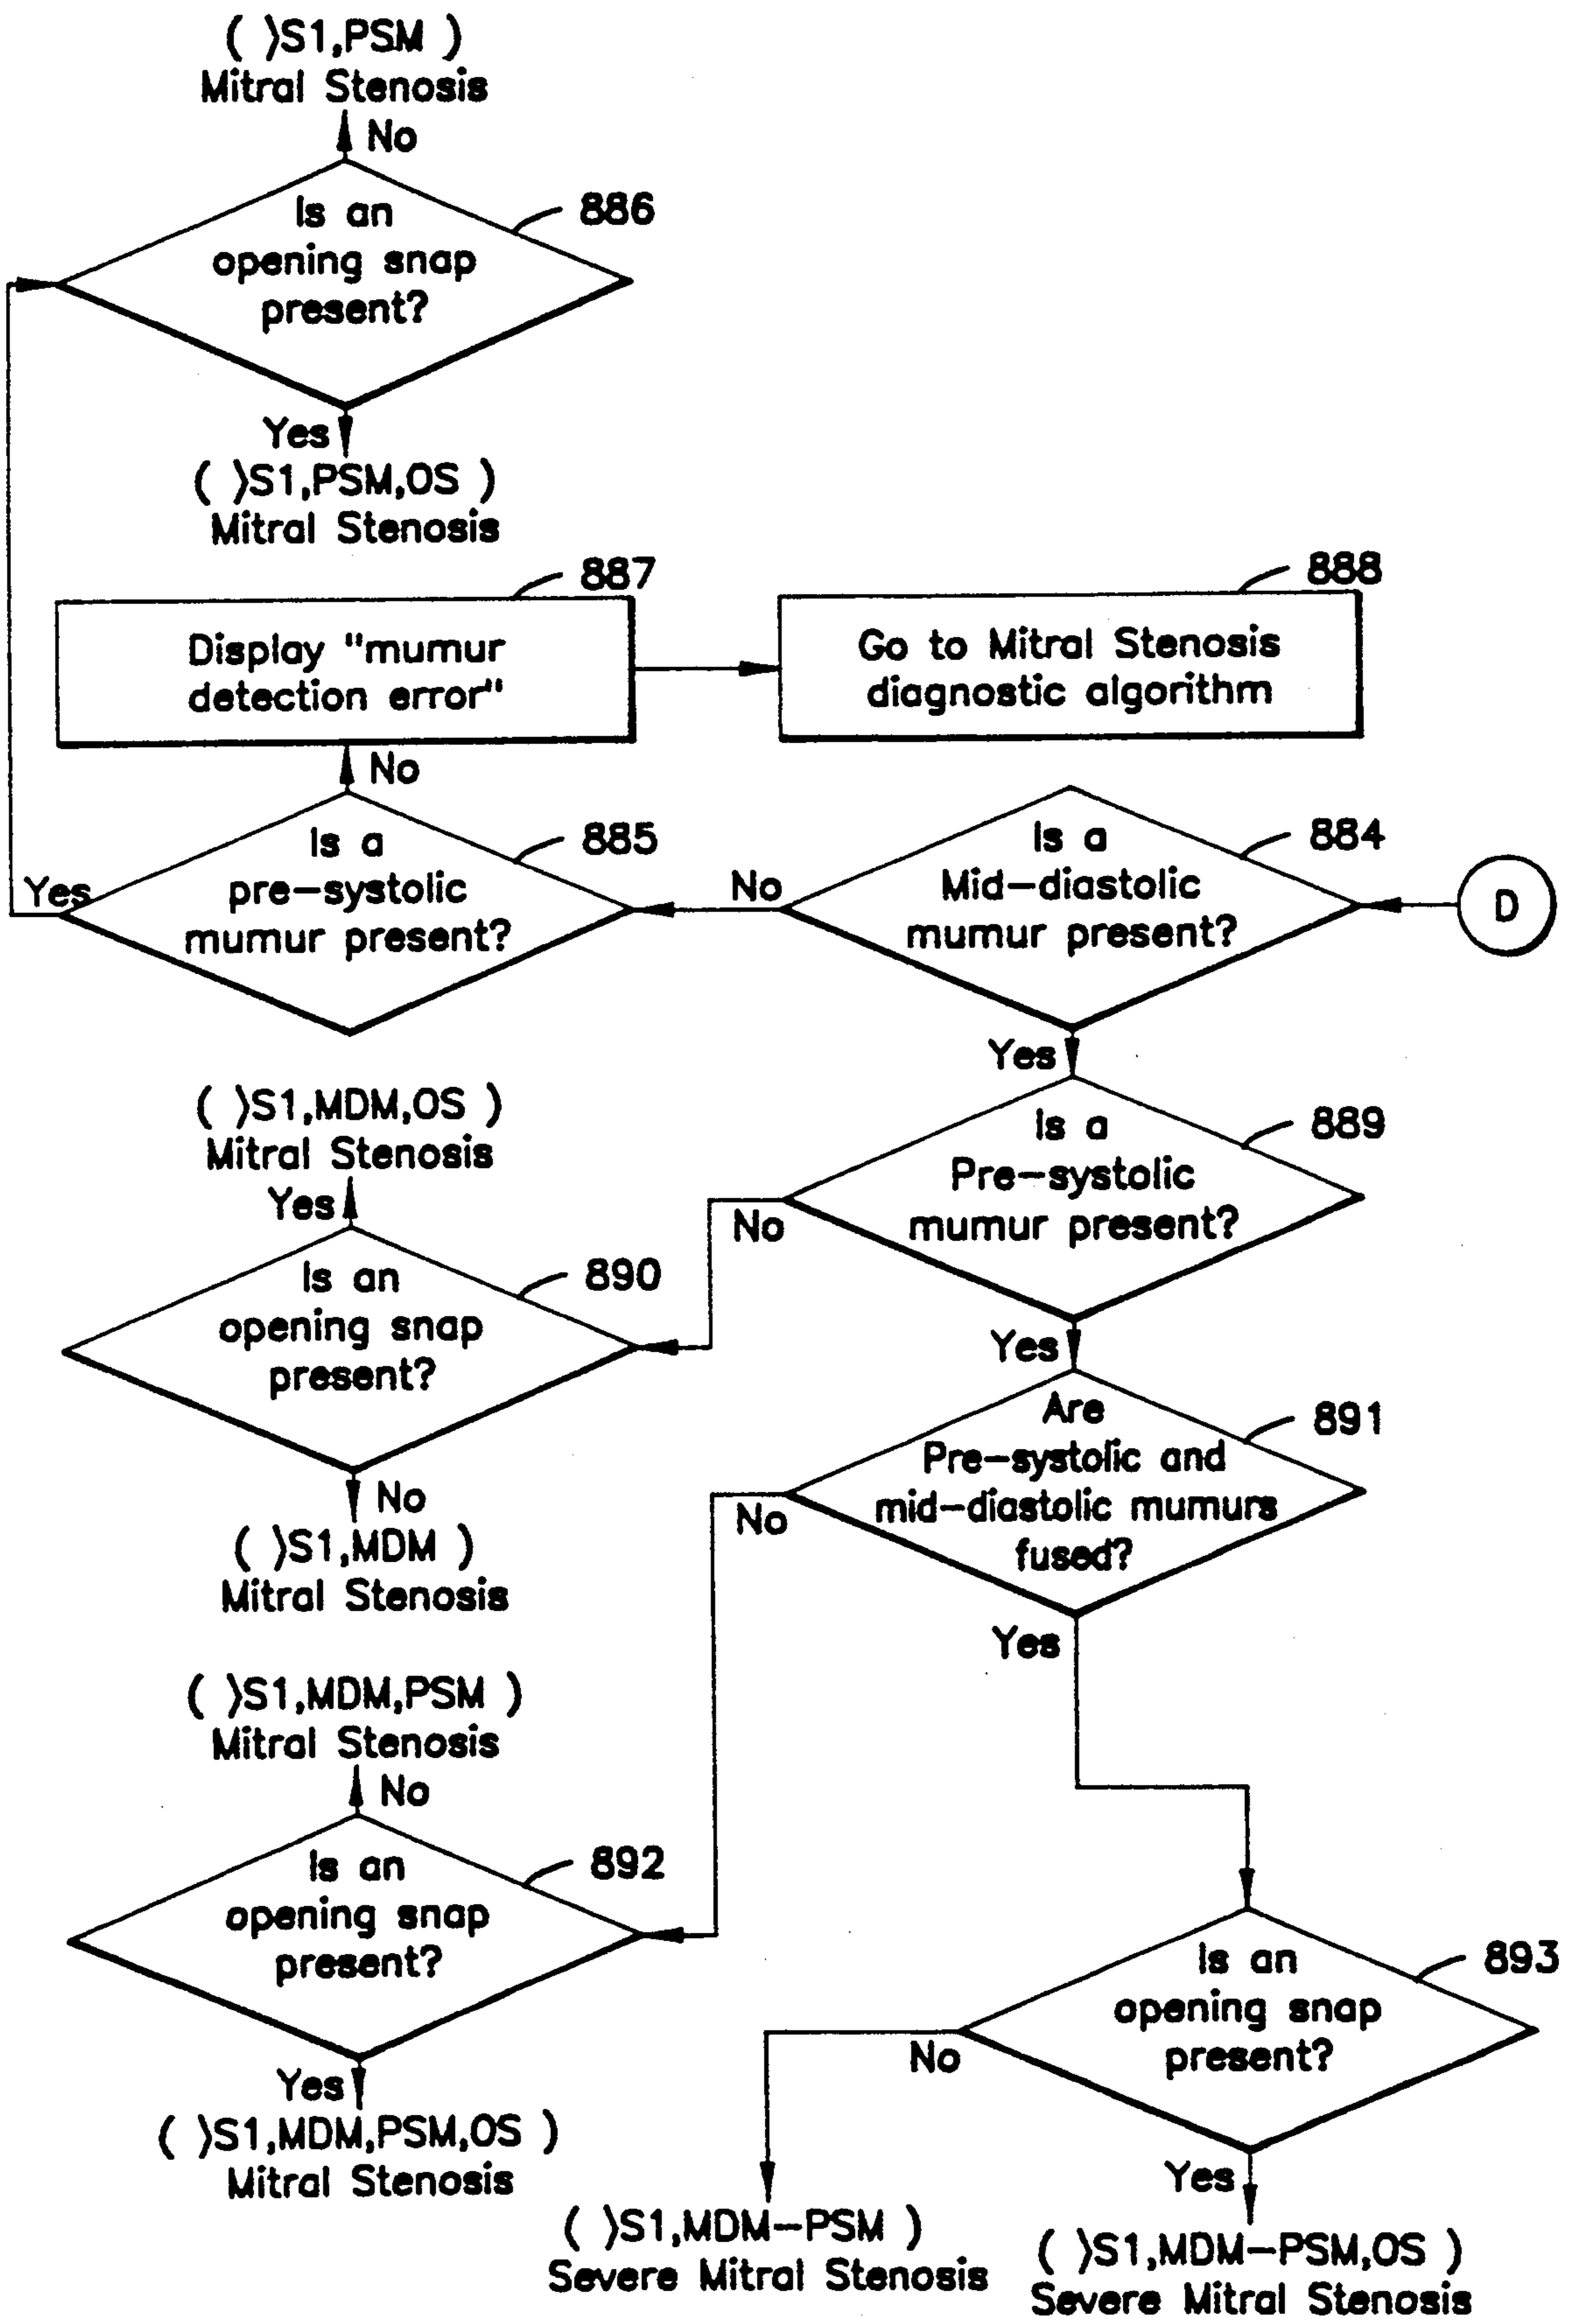 ( >S1,PSM )
Mitral Stenosis
No
Is an
opening snap
present?
886
Yes
( >S1,PSM,OS )
Mitral Stenosis
887
Display "mumur
detection error"
888
Go to Mitral Stenosis
diagnostic algorithm
No
Is a
pre-systolic
mumur present?
885
Yes
No
Is a
Mid-diastolic
mumur present?
884
D
Yes
( >S1,MDM,OS )
Mitral Stenosis
Yes
Is an
opening snap
present?
890
No
( >S1,MDM )
Mitral Stenosis
Is a
Pre-systolic
mumur present?
889
No
Yes
Are
Pre-systolic and
mid-diastolic mumurs
fused?
891
No
Yes
( >S1,MDM,PSM )
Mitral Stenosis
No
Is an
opening snap
present?
892
Yes
( >S1,MDM,PSM,OS )
Mitral Stenosis
Is an
opening snap
present?
893
No
Yes
( >S1,MDM-PSM )
Severe Mitral Stenosis
( >S1,MDM-PSM,OS )
Severe Mitral Stenosis